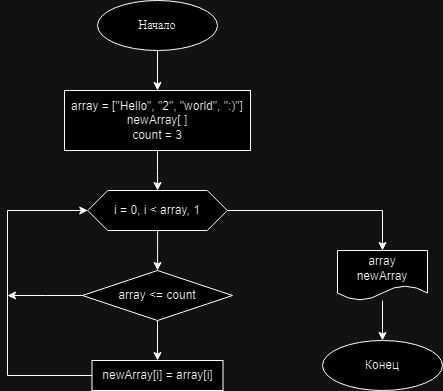 Начало
array = ["Hello", "2", "world", ":)"]
newArray[ ]
count = 3
i = 0, i < array, 1
array <= count
newArray[i] = array[i]
array
newArray
Конец